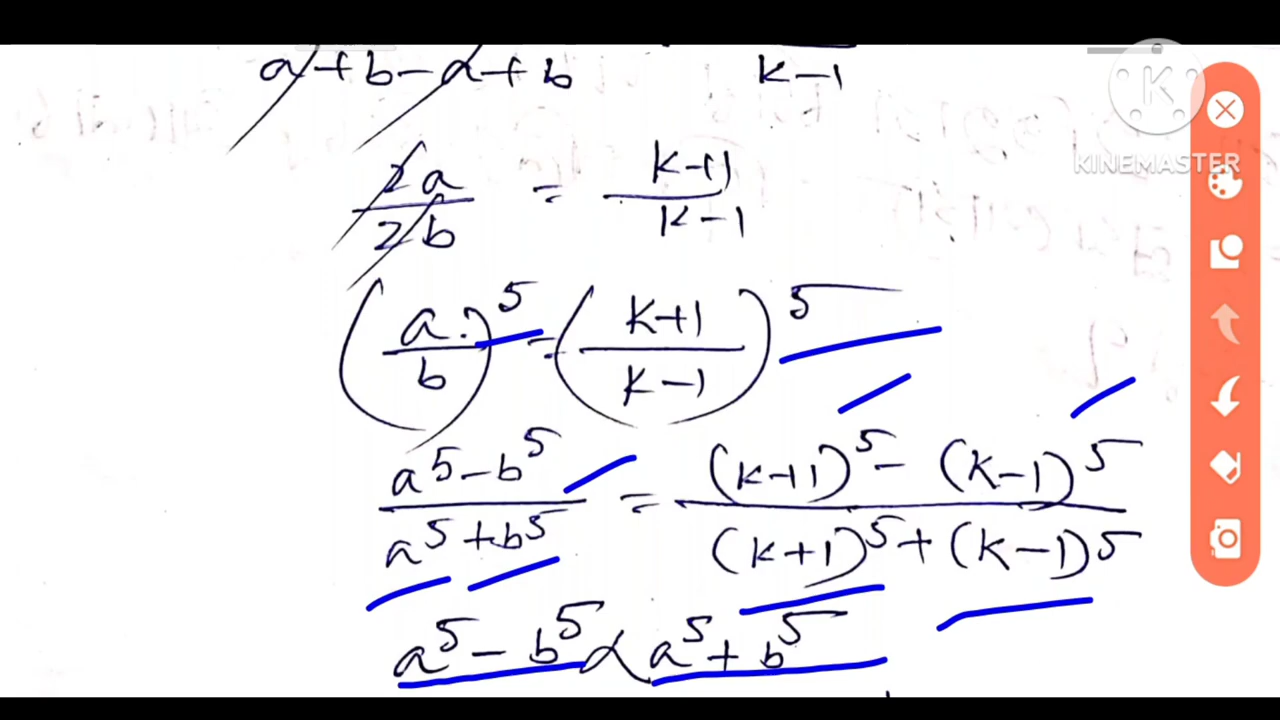 a+b-a+b k-1
KINEMASTER
2a/2b = k+1/k-1
(a/b)^5 = (k+1/k-1)^5
a^5-b^5/a^5+b^5 = (k+1)^5-(k-1)^5/(k+1)^5+(k-1)^5
a^5-b^5 ∝ a^5+b^5